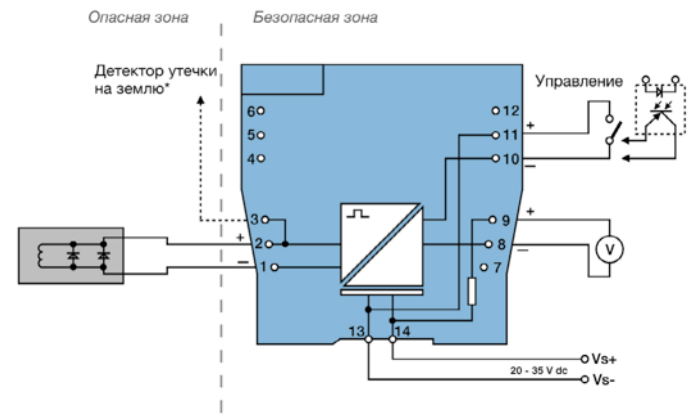 Опасная зона
Безопасная зона
Детектор утечки
на землю*
Управление
6
5
4
3
2
1
+
−
12
11
10
9
8
7
+
−
+
−
V
13
14
Vs+
20 - 35 V dc
Vs-